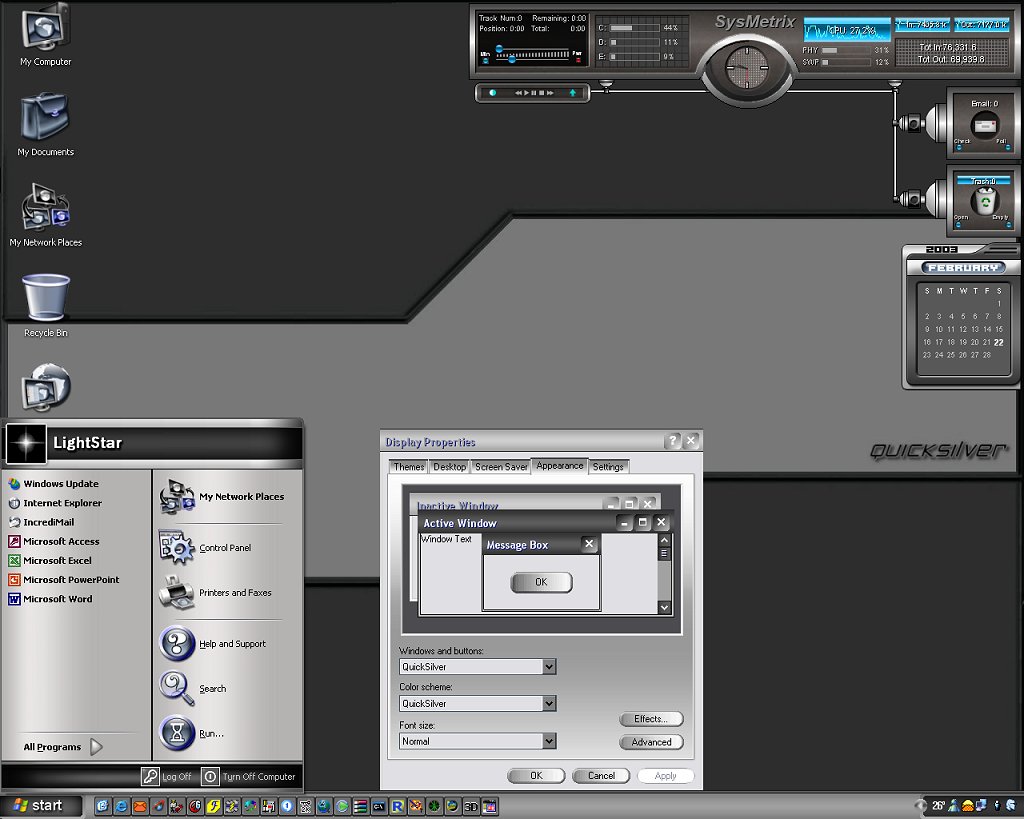 My Computer
My Documents
My Network Places
Recycle Bin
Track Num:0 Remaining: 0:00
Position: 0:00 Total: 0:00
Min Pwr
C: 44%
D: 11%
E: 9%
SysMetrix
CPU 27.2%
PHY 31%
SWP 12%
Tot In:76,331.6
Tot Out: 69,939.8
Email: 0
Check Poll
Trash:0
Open Empty
2003
FEBRUARY
S M T W T F S
1
2 3 4 5 6 7 8
9 10 11 12 13 14 15
16 17 18 19 20 21 22
23 24 25 26 27 28
QUICKSILVER
LightStar
Windows Update
Internet Explorer
IncrediMail
Microsoft Access
Microsoft Excel
Microsoft PowerPoint
Microsoft Word
All Programs
My Network Places
Control Panel
Printers and Faxes
Help and Support
Search
Run...
Log Off Turn Off Computer
Display Properties
Themes Desktop Screen Saver Appearance Settings
Inactive Window
Active Window
Window Text
Message Box
OK
Windows and buttons:
QuickSilver
Color scheme:
QuickSilver
Font size:
Normal
Effects...
Advanced
OK Cancel Apply
start
3D
26°